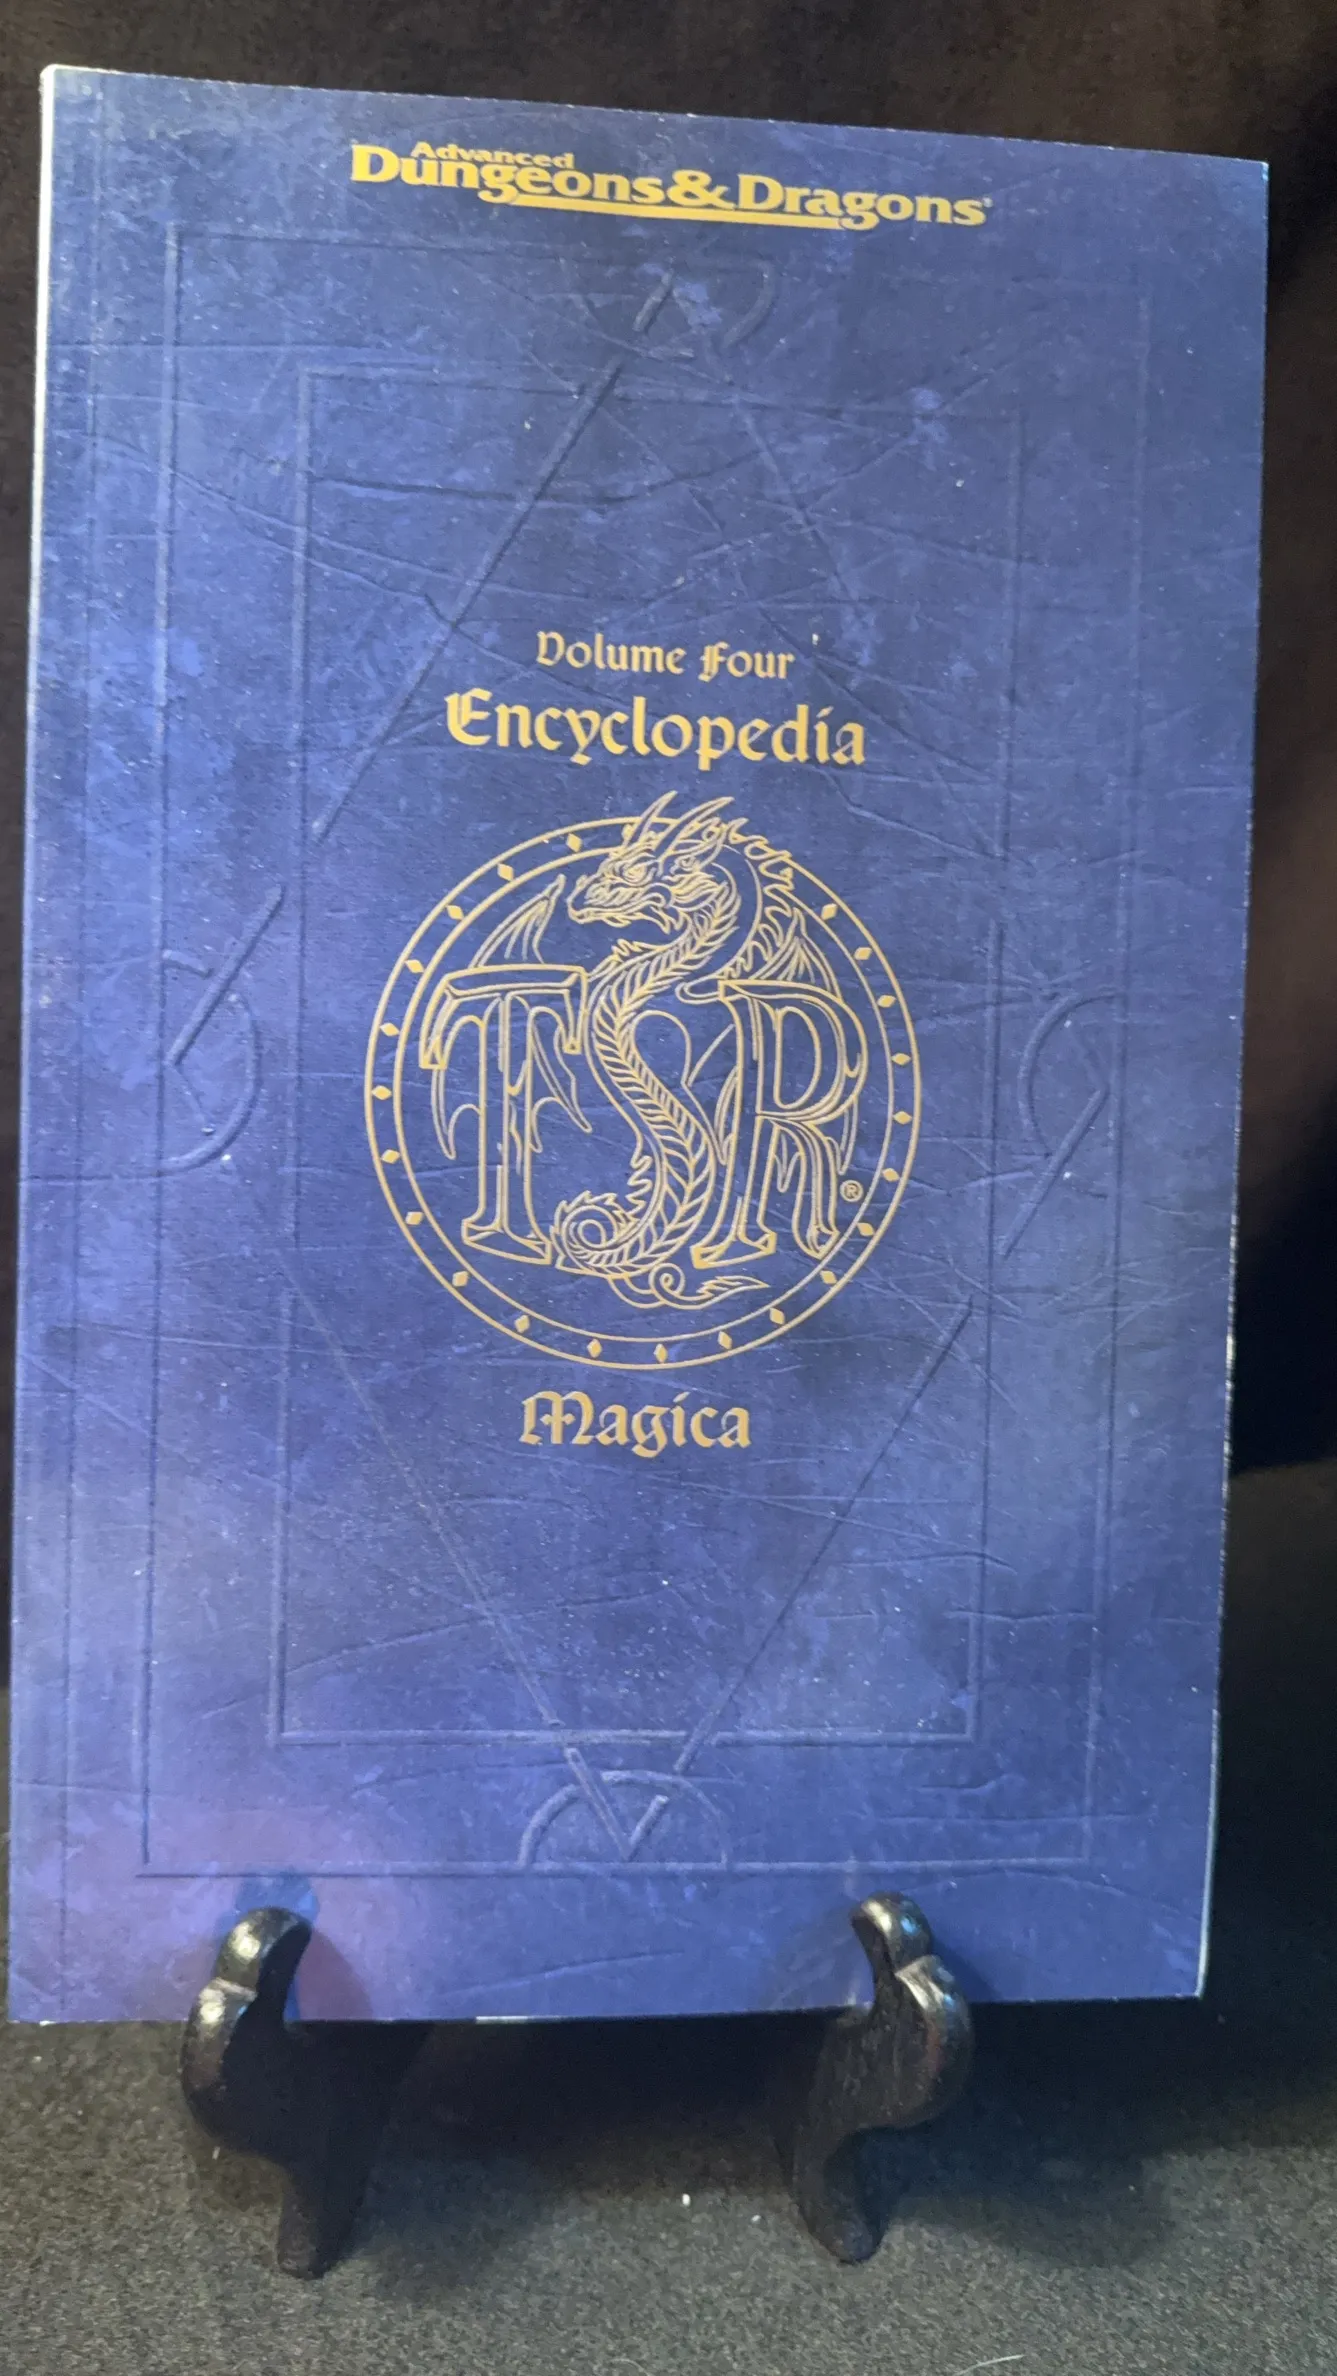 Advanced
Dungeons & Dragons®
Volume Four
Encyclopedia
TSR®
Magica